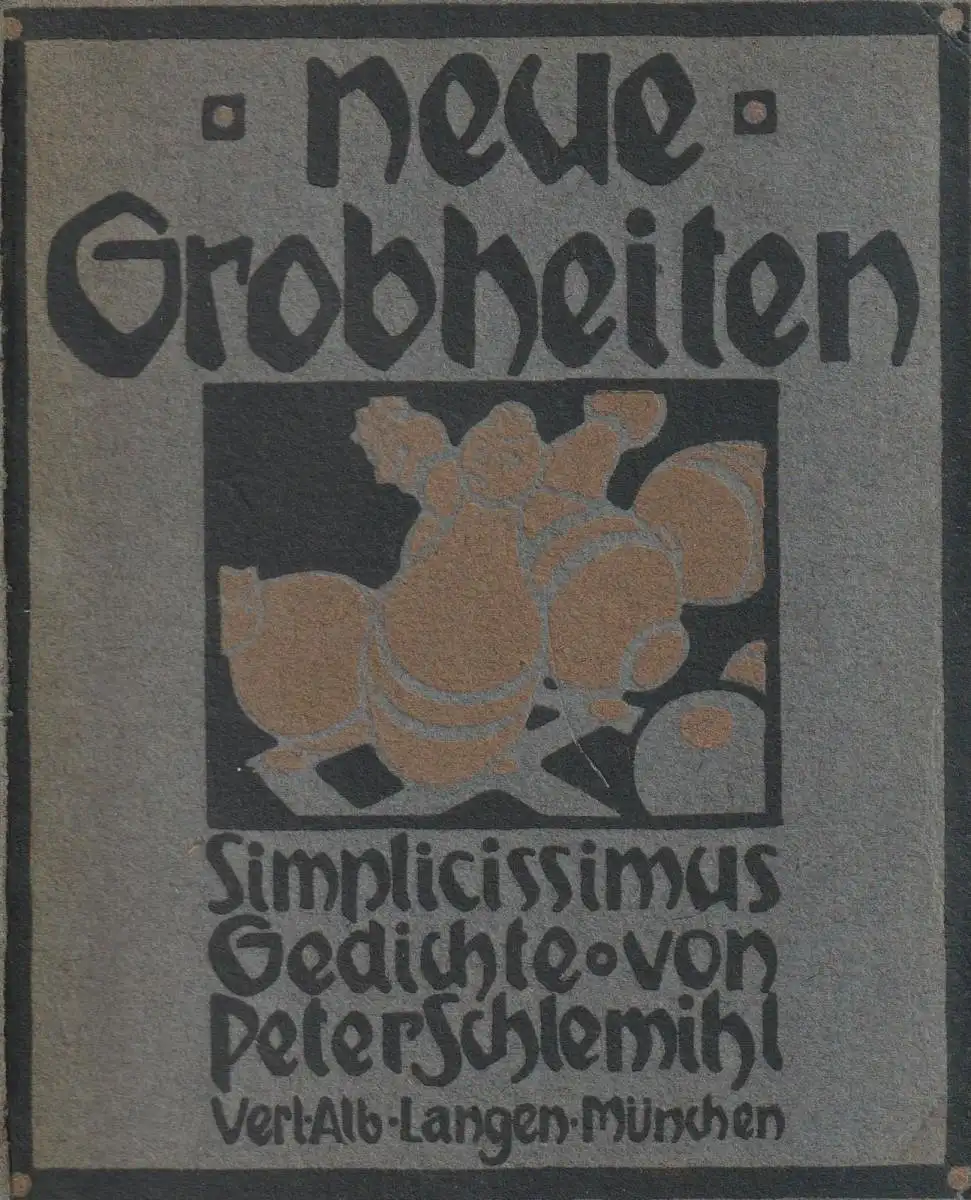 · neue ·
Grobheiten
Simplicissimus
Gedichte · von
Peter Schlemihl
Verl · Alb · Langen · München